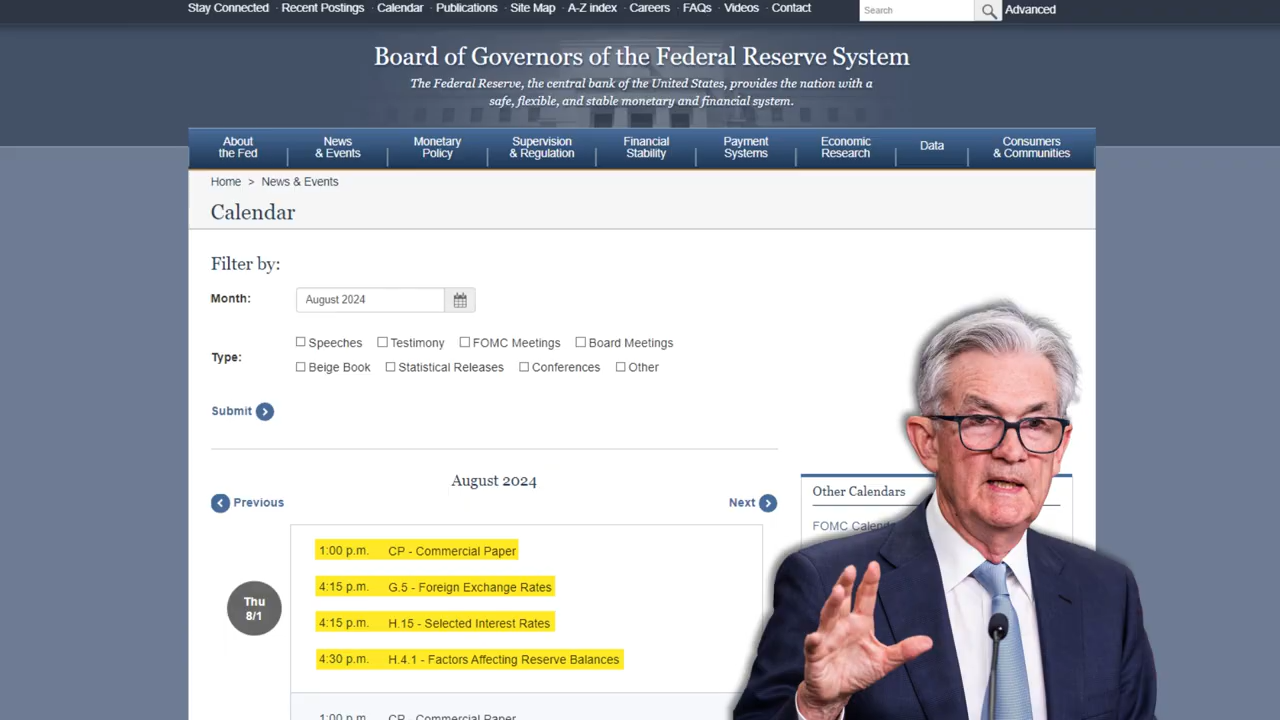 Stay Connected · Recent Postings · Calendar · Publications · Site Map · A-Z index · Careers · FAQs · Videos · Contact
Search
Advanced
Board of Governors of the Federal Reserve System
The Federal Reserve, the central bank of the United States, provides the nation with a
safe, flexible, and stable monetary and financial system.
About
the Fed
News
& Events
Monetary
Policy
Supervision
& Regulation
Financial
Stability
Payment
Systems
Economic
Research
Data
Consumers
& Communities
Home > News & Events
Calendar
Filter by:
Month:
August 2024
Type:
Speeches Testimony FOMC Meetings Board Meetings
Beige Book Statistical Releases Conferences Other
Submit
August 2024
Previous
Next
Other Calendars
FOMC
Thu
8/1
1:00 p.m. CP - Commercial Paper
4:15 p.m. G.5 - Foreign Exchange Rates
4:15 p.m. H.15 - Selected Interest Rates
4:30 p.m. H.4.1 - Factors Affecting Reserve Balances
1:00 p.m. CP - Commercial Paper